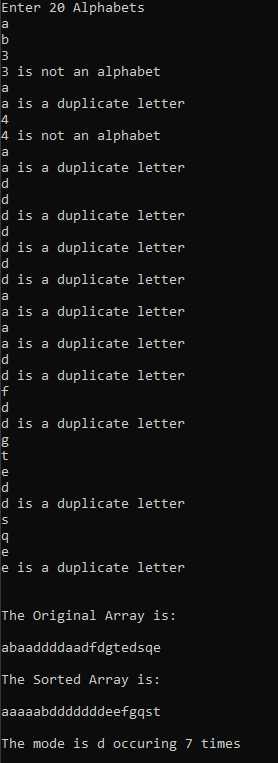 Enter 20 Alphabets
a
b
3
3 is not an alphabet
a
a is a duplicate letter
4
4 is not an alphabet
a
a is a duplicate letter
d
d
d is a duplicate letter
d
d is a duplicate letter
d
d is a duplicate letter
a
a is a duplicate letter
a
a is a duplicate letter
d
d is a duplicate letter
f
d
d is a duplicate letter
g
t
e
d
d is a duplicate letter
s
q
e
e is a duplicate letter
The Original Array is:
abaaddddaadfdgtedsqe
The Sorted Array is:
aaaaabdddddddeefgqst
The mode is d occuring 7 times